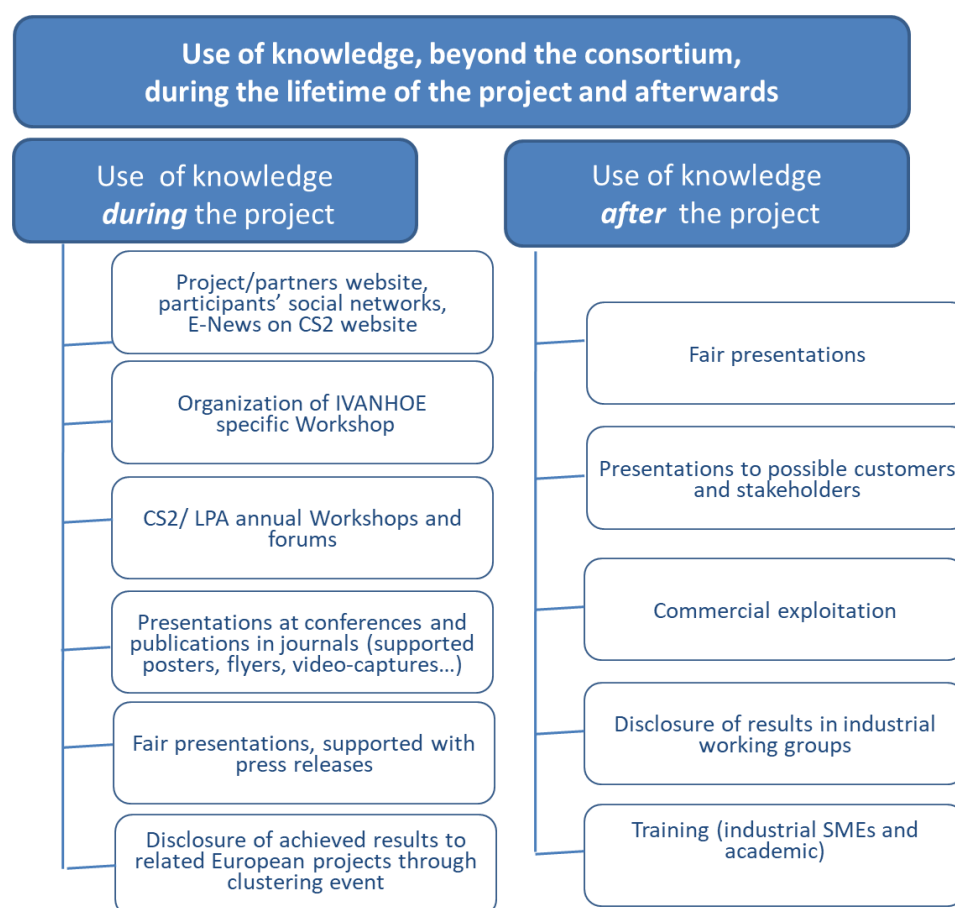 Use of knowledge, beyond the consortium,
during the lifetime of the project and afterwards
Use of knowledge
during the project
Project/partners website,
participants' social networks,
E-News on CS2 website
Organization of IVANHOE
specific Workshop
CS2/ LPA annual Workshops and
forums
Presentations at conferences and
publications in journals (supported
posters, flyers, video-captures…)
Fair presentations, supported with
press releases
Disclosure of achieved results to
related European projects through
clustering event
Use of knowledge
after the project
Fair presentations
Presentations to possible customers
and stakeholders
Commercial exploitation
Disclosure of results in industrial
working groups
Training (industrial SMEs and
academic)